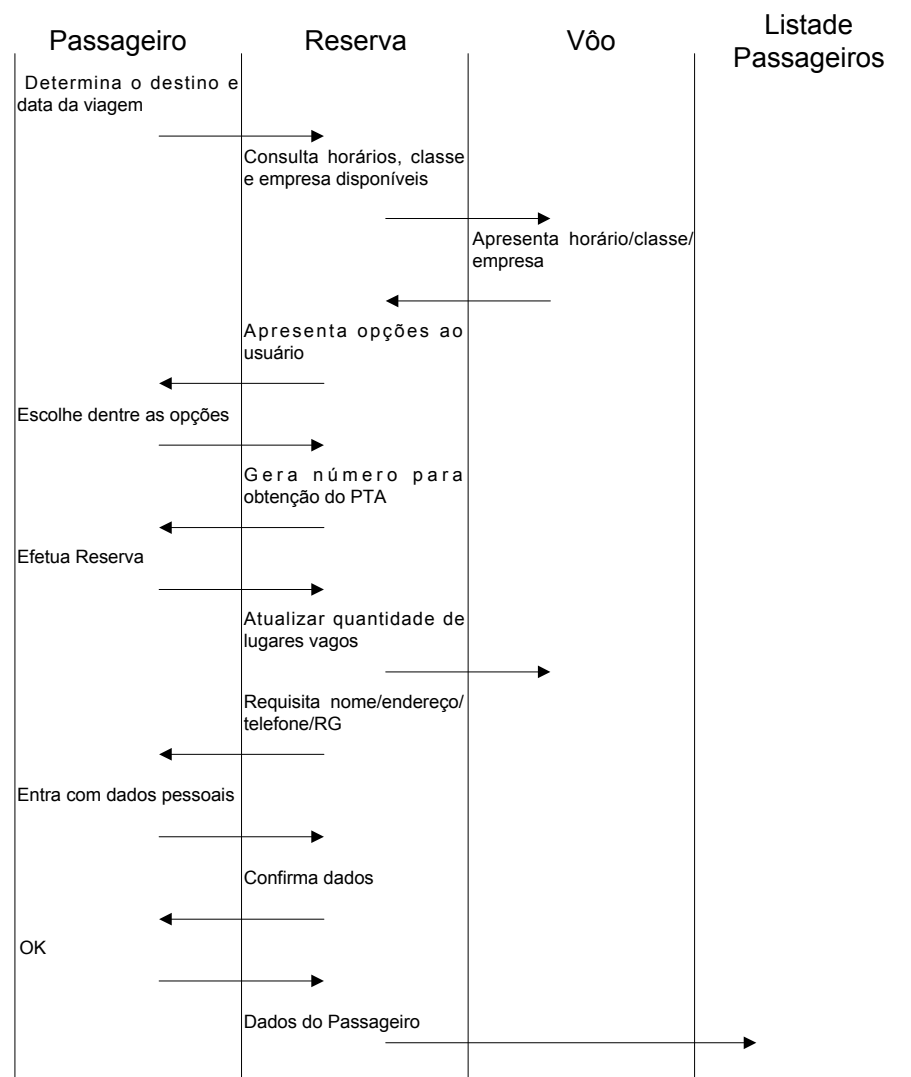 Passageiro
Reserva
Vôo
Listade
Passageiros
Determina o destino e
data da viagem
Consulta horários, classe
e empresa disponíveis
Apresenta horário/classe/
empresa
Apresenta opções ao
usuário
Escolhe dentre as opções
Gera número para
obtenção do PTA
Efetua Reserva
Atualizar quantidade de
lugares vagos
Requisita nome/endereço/
telefone/RG
Entra com dados pessoais
Confirma dados
OK
Dados do Passageiro